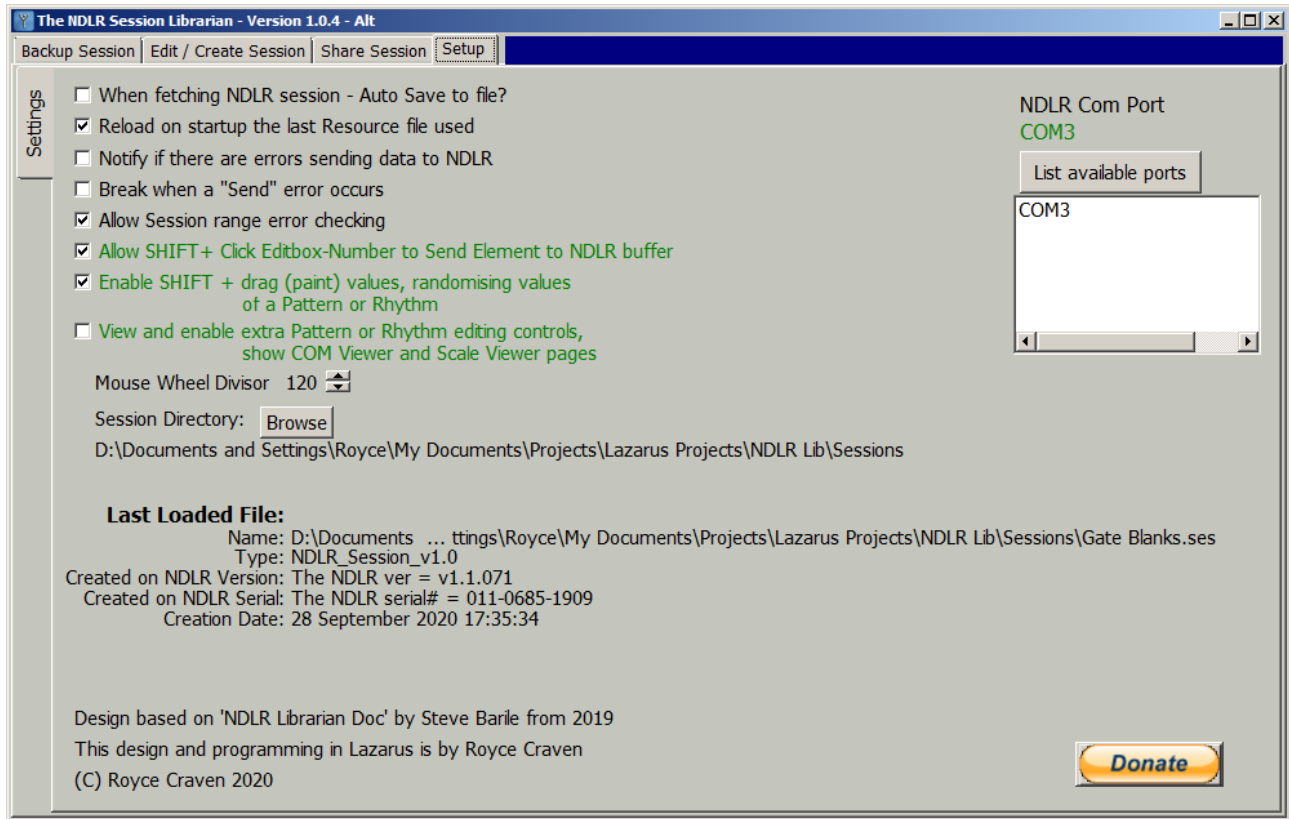 The NDLR Session Librarian - Version 1.0.4 - Alt
Backup Session Edit / Create Session Share Session Setup
Settings
When fetching NDLR session - Auto Save to file?
Reload on startup the last Resource file used
Notify if there are errors sending data to NDLR
Break when a "Send" error occurs
Allow Session range error checking
Allow SHIFT+ Click Editbox-Number to Send Element to NDLR buffer
Enable SHIFT + drag (paint) values, randomising values
of a Pattern or Rhythm
View and enable extra Pattern or Rhythm editing controls,
show COM Viewer and Scale Viewer pages
Mouse Wheel Divisor 120
Session Directory: Browse
D:\Documents and Settings\Royce\My Documents\Projects\Lazarus Projects\NDLR Lib\Sessions
NDLR Com Port
COM3
List available ports
COM3
Last Loaded File:
Name: D:\Documents ... ttings\Royce\My Documents\Projects\Lazarus Projects\NDLR Lib\Sessions\Gate Blanks.ses
Type: NDLR_Session_v1.0
Created on NDLR Version: The NDLR ver = v1.1.071
Created on NDLR Serial: The NDLR serial# = 011-0685-1909
Creation Date: 28 September 2020 17:35:34
Design based on 'NDLR Librarian Doc' by Steve Barile from 2019
This design and programming in Lazarus is by Royce Craven
(C) Royce Craven 2020
Donate